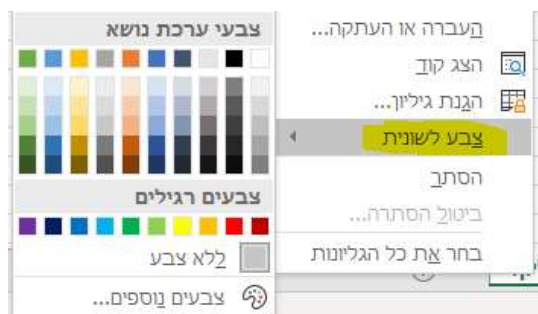 העברה או העתקה...
הצג קוד
הגנת גיליון...
צבע לשונית
הסתר
ביטול הסתרה...
בחר את כל הגליונות
צבעי ערכת נושא
צבעים רגילים
ללא צבע
צבעים נוספים...